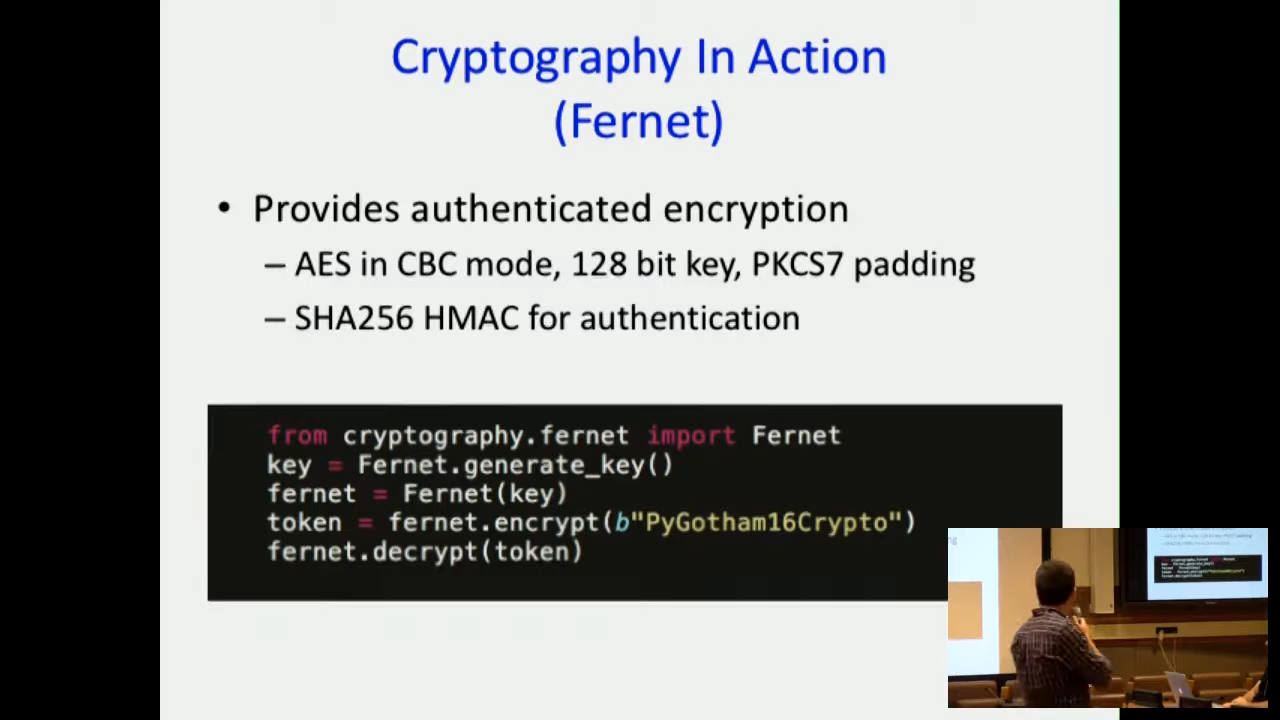 Cryptography In Action
(Fernet)
• Provides authenticated encryption
– AES in CBC mode, 128 bit key, PKCS7 padding
– SHA256 HMAC for authentication
from cryptography.fernet import Fernet
key = Fernet.generate_key()
fernet = Fernet(key)
token = fernet.encrypt(b"PyGotham16Crypto")
fernet.decrypt(token)